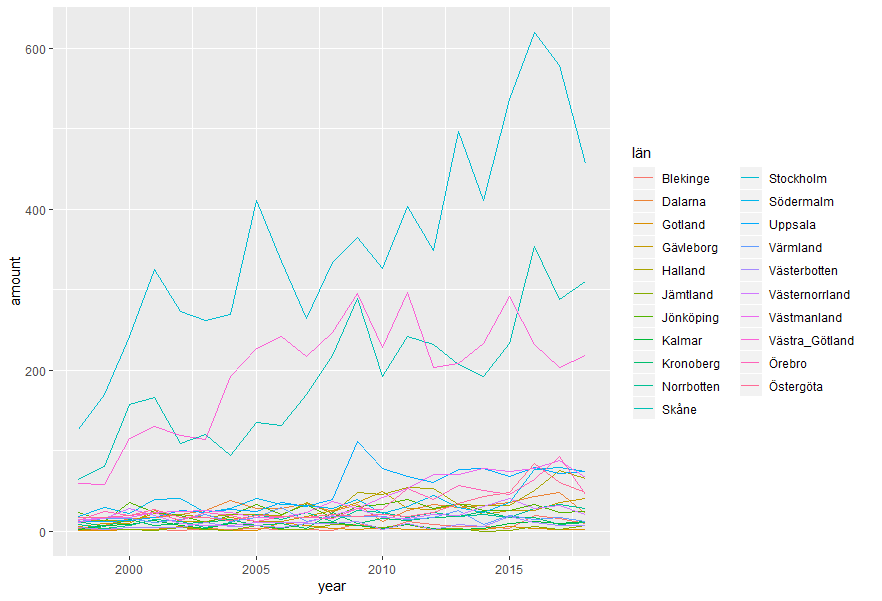 600
400
200
0
amount
2000
2005
2010
2015
year
län
Blekinge
Dalarna
Gotland
Gävleborg
Halland
Jämtland
Jönköping
Kalmar
Kronoberg
Norrbotten
Skåne
Stockholm
Södermalm
Uppsala
Värmland
Västerbotten
Västernorrland
Västmanland
Västra_Götland
Örebro
Östergöta